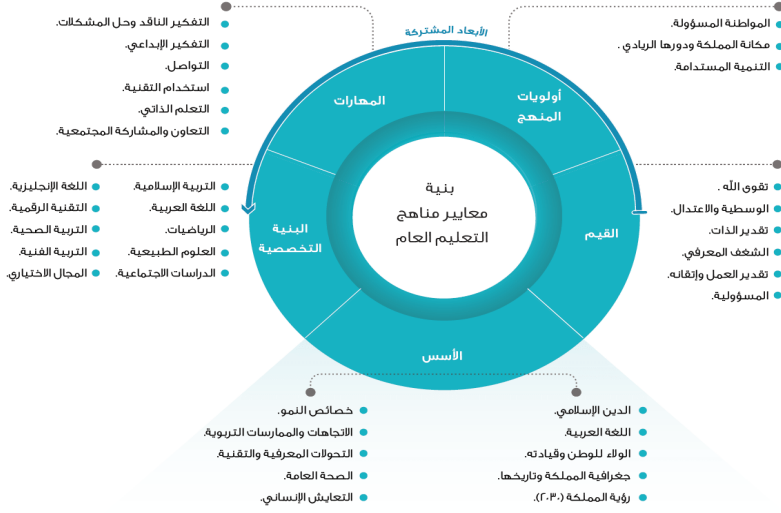 الأبعاد المشتركة
بنية
معايير مناهج
التعليم العام
أولويات
المنهج
المواطنة المسؤولة.
مكانة المملكة ودورها الريادي .
التنمية المستدامة.
القيم
تقوى الله .
الوسطية والاعتدال.
تقدير الذات.
الشغف المعرفي.
تقدير العمل وإتقانه.
المسؤولية.
المهارات
التفكير الناقد وحل المشكلات.
التفكير الإبداعي.
التواصل.
استخدام التقنية.
التعلم الذاتي.
التعاون والمشاركة المجتمعية.
البنية
التخصصية
التربية الإسلامية.
اللغة العربية.
الرياضيات.
العلوم الطبيعية.
الدراسات الاجتماعية.
اللغة الإنجليزية.
التقنية الرقمية.
التربية الصحية.
التربية الفنية.
المجال الاختياري.
الأسس
الدين الإسلامي.
اللغة العربية.
الولاء للوطن وقيادته.
جغرافية المملكة وتاريخها.
رؤية المملكة (٢٠٣٠).
خصائص النمو.
الاتجاهات والممارسات التربوية.
التحولات المعرفية والتقنية.
الصحة العامة.
التعايش الإنساني.